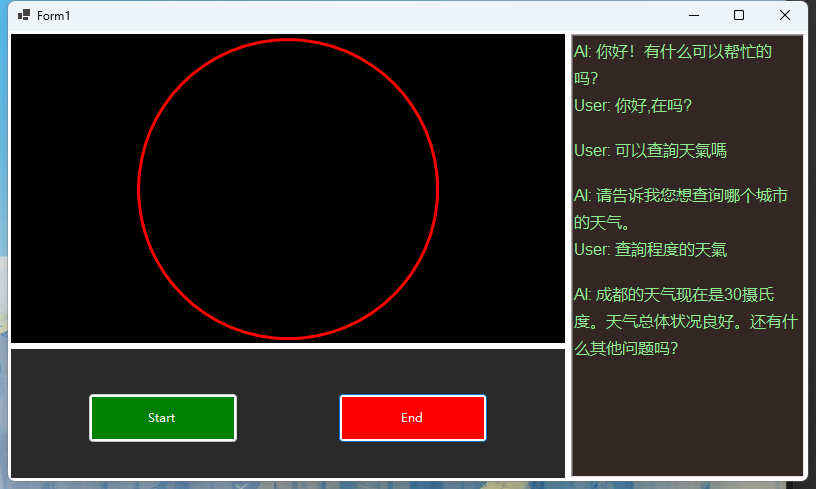 Form1
AI: 你好！有什么可以帮忙的
吗？
User: 你好,在吗？
User: 可以查詢天氣嗎
AI: 请告诉我您想查询哪个城市
的天气。
User: 查詢程度的天氣
AI: 成都的天气现在是30摄氏
度。天气总体状况良好。还有什
么其他问题吗？
Start
End